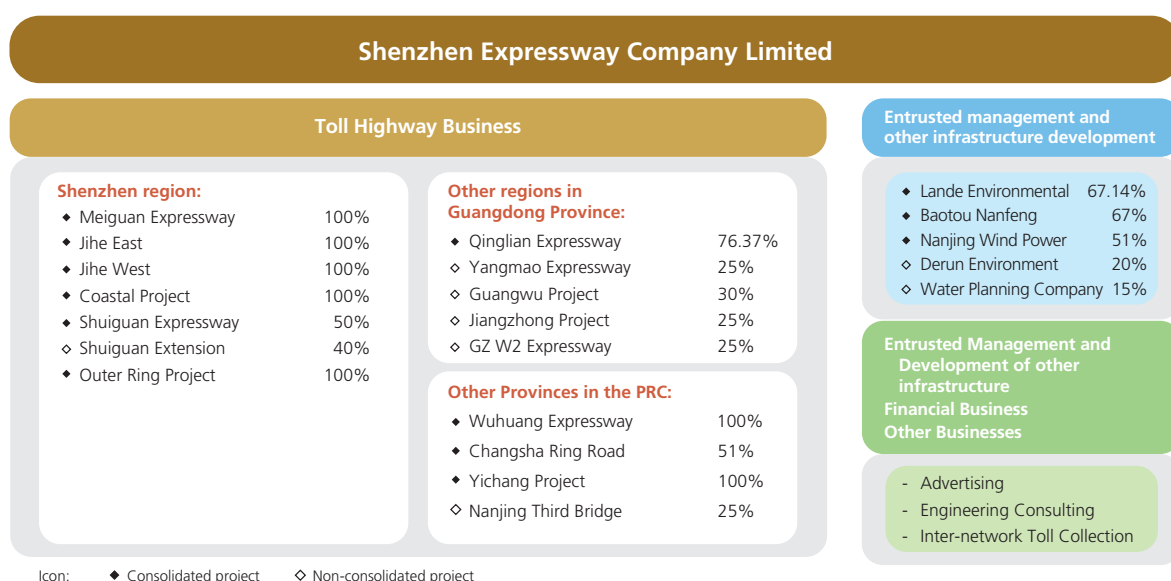 Shenzhen Expressway Company Limited
Toll Highway Business
Shenzhen region:
◆ Meiguan Expressway 100%
◆ Jihe East 100%
◆ Jihe West 100%
◆ Coastal Project 100%
◆ Shuiguan Expressway 50%
◇ Shuiguan Extension 40%
◆ Outer Ring Project 100%
Other regions in
Guangdong Province:
◆ Qinglian Expressway 76.37%
◇ Yangmao Expressway 25%
◇ Guangwu Project 30%
◇ Jiangzhong Project 25%
◇ GZ W2 Expressway 25%
Other Provinces in the PRC:
◆ Wuhuang Expressway 100%
◆ Changsha Ring Road 51%
◆ Yichang Project 100%
◇ Nanjing Third Bridge 25%
Entrusted management and
other infrastructure development
◆ Lande Environmental 67.14%
◆ Baotou Nanfeng 67%
◆ Nanjing Wind Power 51%
◇ Derun Environment 20%
◇ Water Planning Company 15%
Entrusted Management and
Development of other
infrastructure
Financial Business
Other Businesses
- Advertising
- Engineering Consulting
- Inter-network Toll Collection
Icon: ◆ Consolidated project ◇ Non-consolidated project